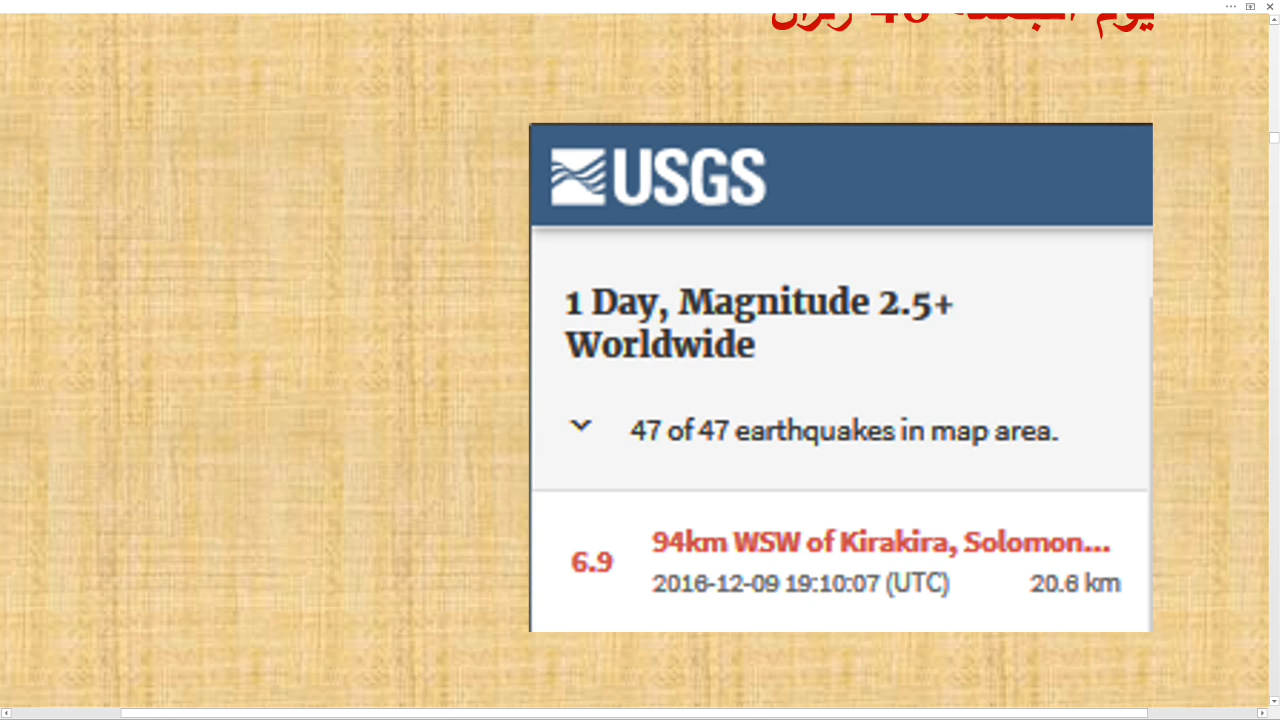 USGS
1 Day, Magnitude 2.5+
Worldwide
47 of 47 earthquakes in map area.
6.9
94km WSW of Kirakira, Solomon...
2016-12-09 19:10:07 (UTC) 20.6 km